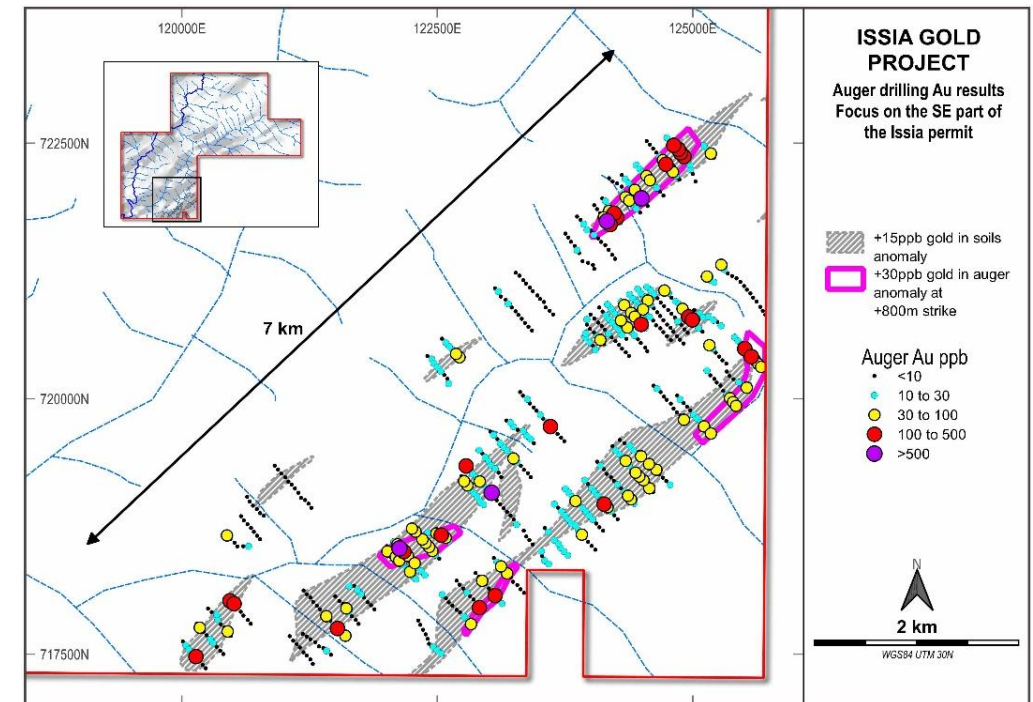 120000E
122500E
125000E
722500N
720000N
717500N
7 km
ISSIA GOLD
PROJECT
Auger drilling Au results
Focus on the SE part of
the Issia permit
+15ppb gold in soils
anomaly
+30ppb gold in auger
anomaly at
+800m strike
Auger Au ppb
<10
10 to 30
30 to 100
100 to 500
>500
N
2 km
WGS84 UTM 30N